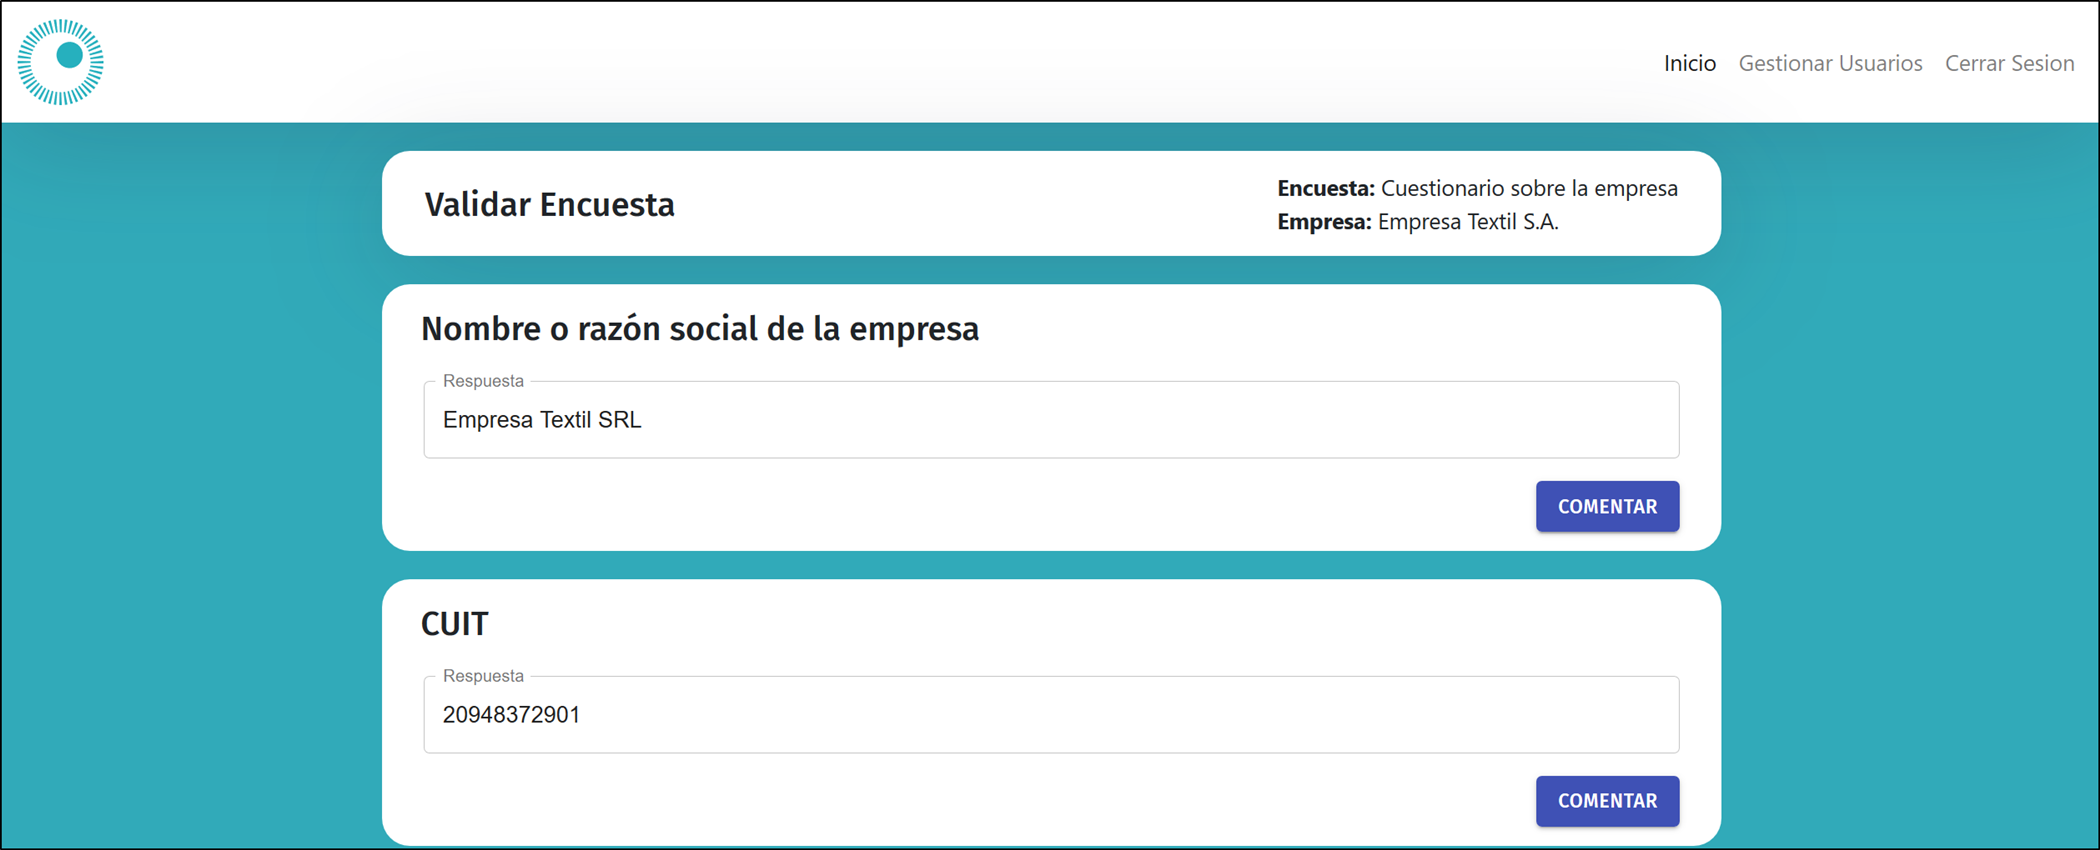 Inicio Gestionar Usuarios Cerrar Sesion
Validar Encuesta
Encuesta: Cuestionario sobre la empresa
Empresa: Empresa Textil S.A.
Nombre o razón social de la empresa
Respuesta
Empresa Textil SRL
COMENTAR
CUIT
Respuesta
20948372901
COMENTAR